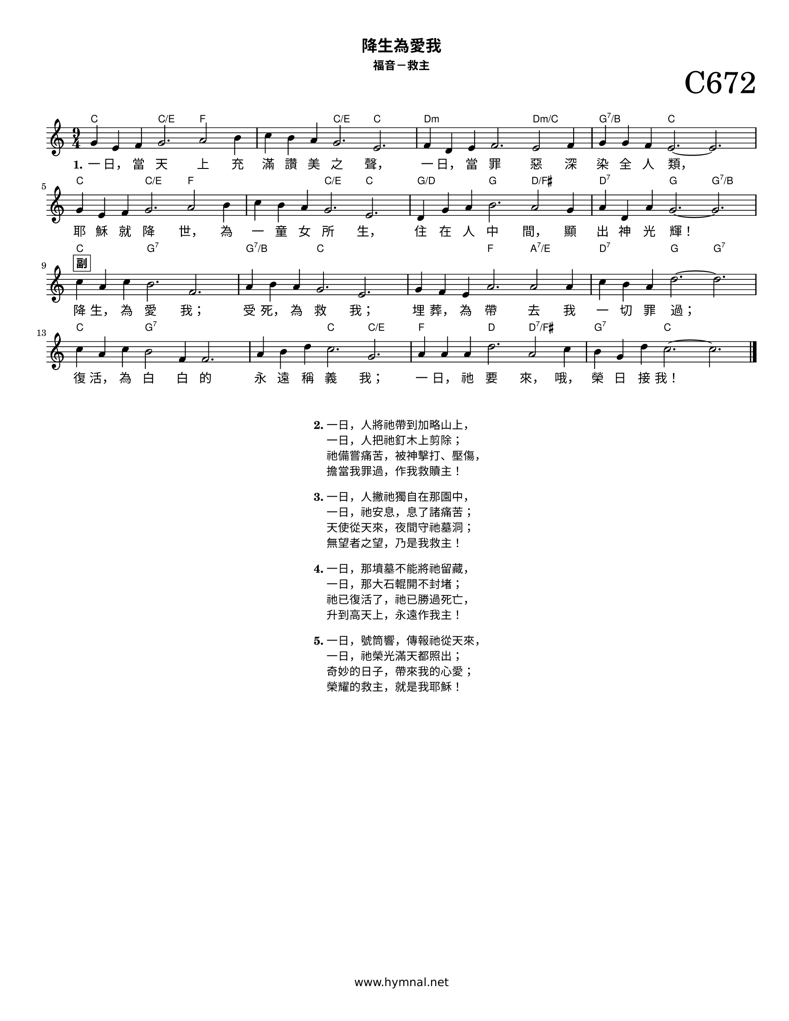 降生為愛我
福音－救主
C672
C C/E F C/E C Dm Dm/C G7/B C
9
4
1. 一日，當 天 上 充 滿 讚 美 之 聲， 一日，當 罪 惡 深 染 全 人 類，
C C/E F C/E C G/D G D/F♯ D7 G G7/B
5
耶 穌 就 降 世， 為 一 童 女 所 生， 住 在 人 中 間， 顯 出 神 光 輝！
C G7 G7/B C F A7/E D7 G G7
9 副
降 生，為 愛 我； 受 死，為 救 我； 埋 葬，為 帶 去 我 一 切 罪 過；
C G7 C C/E F D D7/F♯ G7 C
13
復 活，為 白 白 的 永 遠 稱 義 我； 一 日，祂 要 來，哦，榮 日 接 我！
2. 一日，人將祂帶到加略山上，
一日，人把祂釘木上剪除；
祂備嘗痛苦，被神擊打、壓傷，
擔當我罪過，作我救贖主！
3. 一日，人撇祂獨自在那園中，
一日，祂安息，息了諸痛苦；
天使從天來，夜間守祂墓洞；
無望者之望，乃是我救主！
4. 一日，那墳墓不能將祂留藏，
一日，那大石輥開不封堵；
祂已復活了，祂已勝過死亡，
升到高天上，永遠作我主！
5. 一日，號筒響，傳報祂從天來，
一日，祂榮光滿天都照出；
奇妙的日子，帶來我的心愛；
榮耀的救主，就是我耶穌！
www.hymnal.net